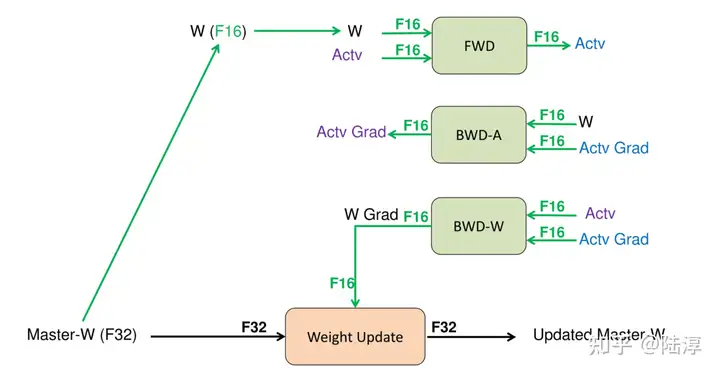 W (F16)
W
F16
Actv
F16
FWD
F16
Actv
Actv Grad
F16
BWD-A
F16
W
F16
Actv Grad
W Grad
F16
BWD-W
F16
Actv
F16
Actv Grad
F16
Master-W (F32)
F32
Weight Update
F32
Updated Master-W
知乎 @陆淳